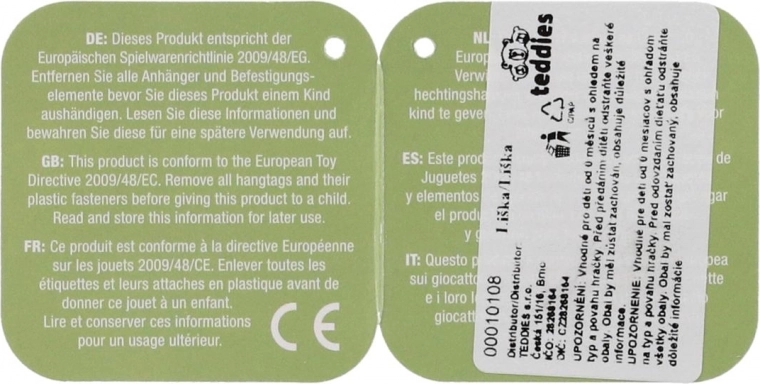 DE: Dieses Produkt entspricht der
Europäischen Spielwarenrichtlinie 2009/48/EG.
Entfernen Sie alle Anhänger und Befestigungs-
elemente bevor Sie dieses Produkt einem Kind
aushändigen. Lesen Sie diese Informationen und
bewahren Sie diese für eine spätere Verwendung auf.
GB: This product is conform to the European Toy
Directive 2009/48/EC. Remove all hangtags and their
plastic fasteners before giving this product to a child.
Read and store this information for later use.
FR: Ce produit est conforme à la directive Européenne
sur les jouets 2009/48/CE. Enlever toutes les
étiquettes et leurs attaches en plastique avant de
donner ce jouet à un enfant.
Lire et conserver ces informations
pour un usage ultérieur.
CE
NL
Europ
Verwi
hechtingsha
kind te geve
ES: Este prod de
Juguetes
y elementos gar
el produ
y g
IT: Questo p pea
sui giocatto tte
e i loro l
giocatt
teddies
Liška/Líška
00010108
Distributor/Distributor:
TEDDIES s.r.o.
Česká 151/16, Brno
IČO: 28268164
DIČ: CZ28268164
UPOZORNĚNÍ: Vhodné pro děti od 0 měsíců s ohledem na
typ a povahu hračky. Před předáním dítěti odstraňte veškeré
obaly. Obal by měl zůstat zachován, obsahuje důležité
informace.
UPOZORNENIE: Vhodné pre deti od 0 mesiacov s ohľadom
na typ a povahu hračky. Pred odovzdaním dieťaťu odstráňte
všetky obaly. Obal by mal zostať zachovaný, obsahuje
dôležité informácie